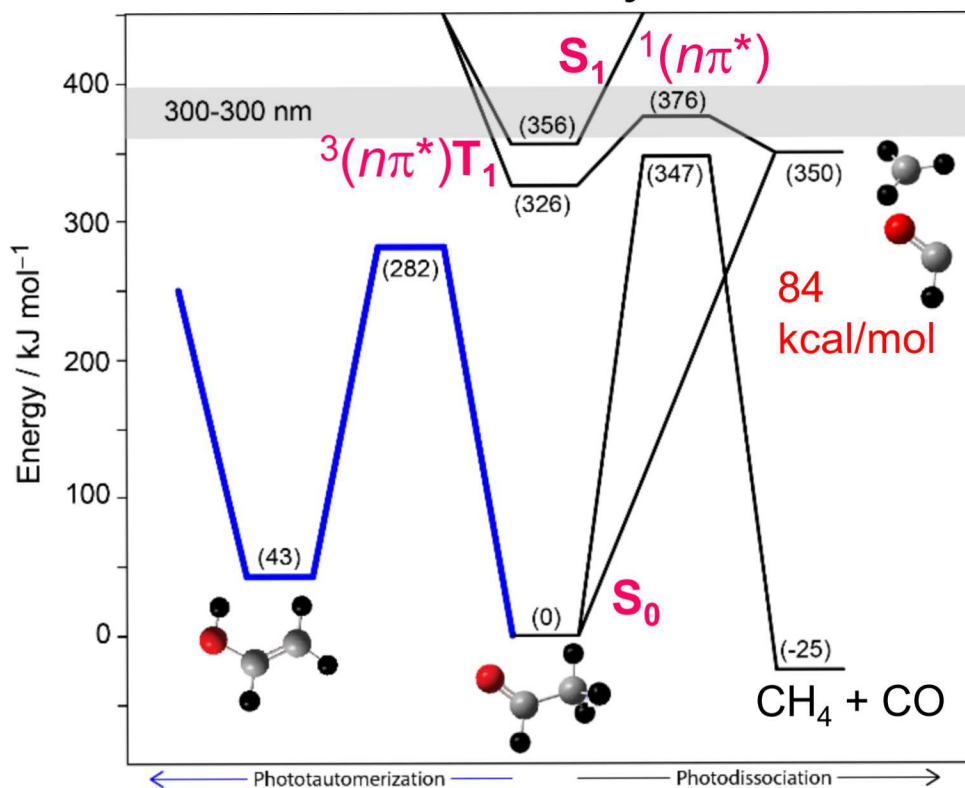 400
300
200
100
0
Energy / kJ mol⁻¹
300-300 nm
S₁
¹(nπ*)
(356)
(376)
³(nπ*)T₁
(326)
(347)
(350)
(282)
84
kcal/mol
(43)
(0)
S₀
(-25)
CH₄ + CO
Phototautomerization
Photodissociation